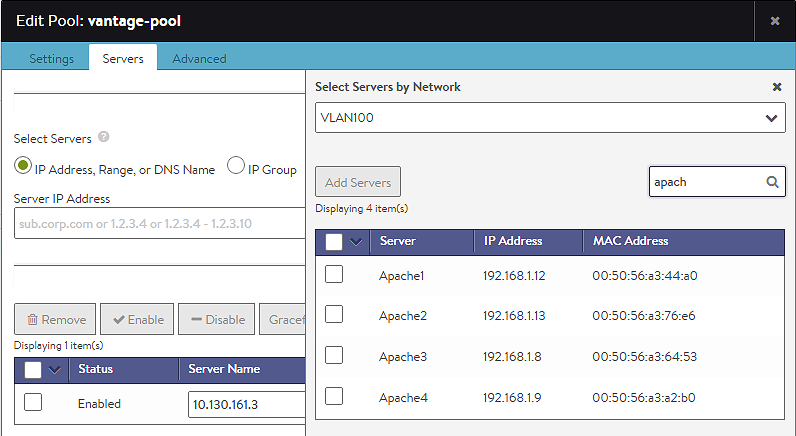 Edit Pool: vantage-pool
Settings Servers Advanced
Select Servers
IP Address, Range, or DNS Name IP Group
Server IP Address
sub.corp.com or 1.2.3.4 or 1.2.3.4 - 1.2.3.10
Remove Enable Disable Gracef
Displaying 1 item(s)
Status Server Name
Enabled 10.130.161.3
Select Servers by Network
VLAN100
Add Servers apach
Displaying 4 item(s)
Server IP Address MAC Address
Apache1 192.168.1.12 00:50:56:a3:44:a0
Apache2 192.168.1.13 00:50:56:a3:76:e6
Apache3 192.168.1.8 00:50:56:a3:64:53
Apache4 192.168.1.9 00:50:56:a3:a2:b0